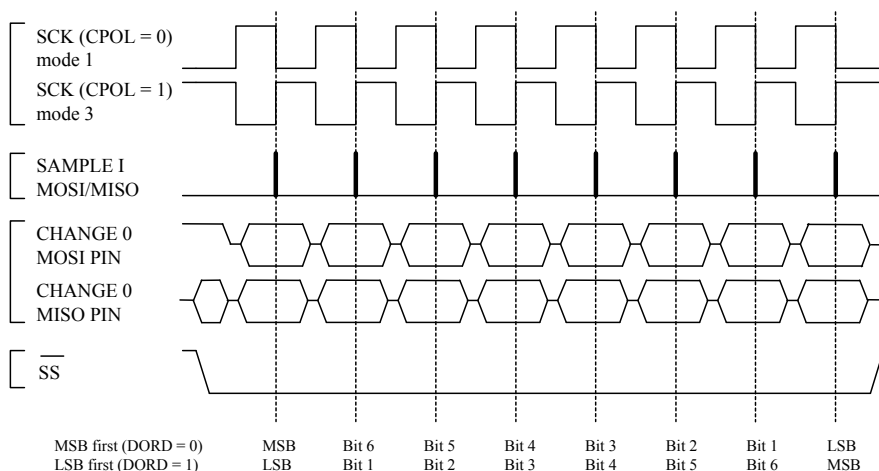 SCK (CPOL = 0)
mode 1
SCK (CPOL = 1)
mode 3
SAMPLE I
MOSI/MISO
CHANGE 0
MOSI PIN
CHANGE 0
MISO PIN
SS
MSB first (DORD = 0) MSB Bit 6 Bit 5 Bit 4 Bit 3 Bit 2 Bit 1 LSB
LSB first (DORD = 1) LSB Bit 1 Bit 2 Bit 3 Bit 4 Bit 5 Bit 6 MSB